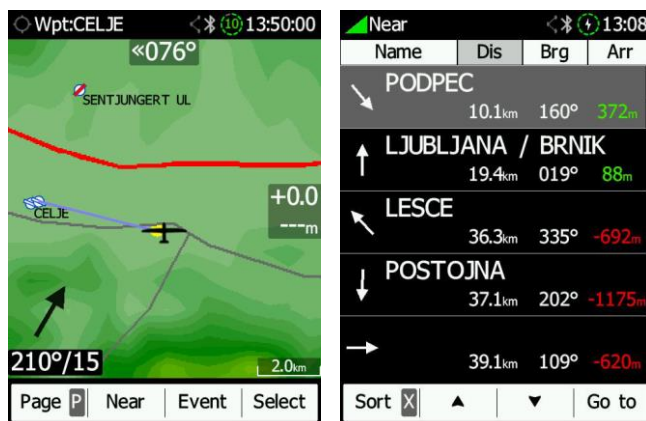 Wpt:CELJE
10
13:50:00
«076°
SENTJUNGERT UL
+0.0
---m
CELJE
210°/15
2.0km
Page P
Near
Event
Select
Near
13:08
Name Dis Brg Arr
PODPEC
10.1km 160° 372m
LJUBLJANA / BRNIK
19.4km 019° 88m
LESCE
36.3km 335° -692m
POSTOJNA
37.1km 202° -1175m
39.1km 109° -620m
Sort X
Go to